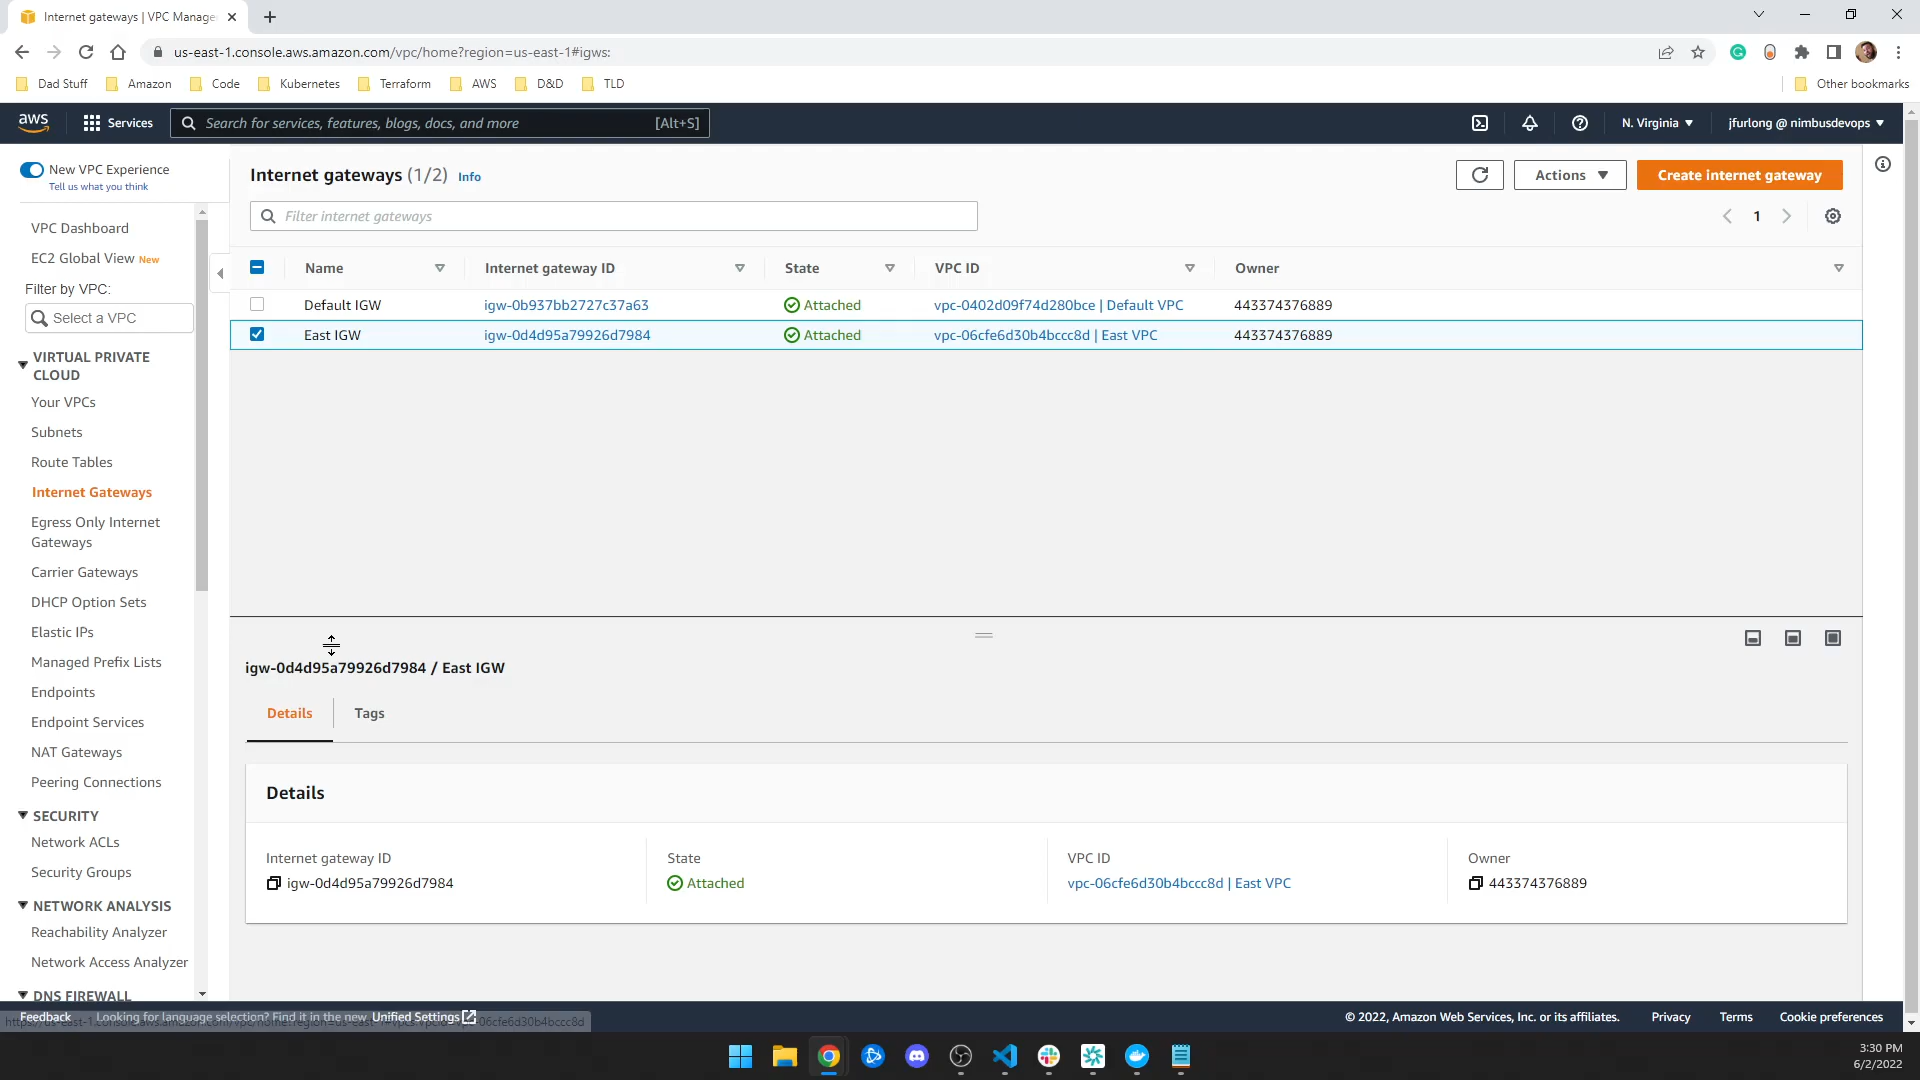 Internet gateways | VPC Manage
us-east-1.console.aws.amazon.com/vpc/home?region=us-east-1#igws:
Dad Stuff Amazon Code Kubernetes Terraform AWS D&D TLD Other bookmarks
aws Services Search for services, features, blogs, docs, and more [Alt+S] N. Virginia jfurlong @ nimbusdevops
New VPC Experience
Tell us what you think
VPC Dashboard
EC2 Global View New
Filter by VPC:
Select a VPC
VIRTUAL PRIVATE
CLOUD
Your VPCs
Subnets
Route Tables
Internet Gateways
Egress Only Internet
Gateways
Carrier Gateways
DHCP Option Sets
Elastic IPs
Managed Prefix Lists
Endpoints
Endpoint Services
NAT Gateways
Peering Connections
SECURITY
Network ACLs
Security Groups
NETWORK ANALYSIS
Reachability Analyzer
Network Access Analyzer
DNS FIREWALL
Internet gateways (1/2) Info
Actions
Create internet gateway
Filter internet gateways
1
Name Internet gateway ID State VPC ID Owner
Default IGW igw-0b937bb2727c37a63 Attached vpc-0402d09f74d280bce | Default VPC 443374376889
East IGW igw-0d4d95a79926d7984 Attached vpc-06cfe6d30b4bccc8d | East VPC 443374376889
igw-0d4d95a79926d7984 / East IGW
Details Tags
Details
Internet gateway ID State VPC ID Owner
igw-0d4d95a79926d7984 Attached vpc-06cfe6d30b4bccc8d | East VPC 443374376889
Feedback Looking for language selection? Find it in the new Unified Settings
© 2022, Amazon Web Services, Inc. or its affiliates. Privacy Terms Cookie preferences
3:30 PM
6/2/2022